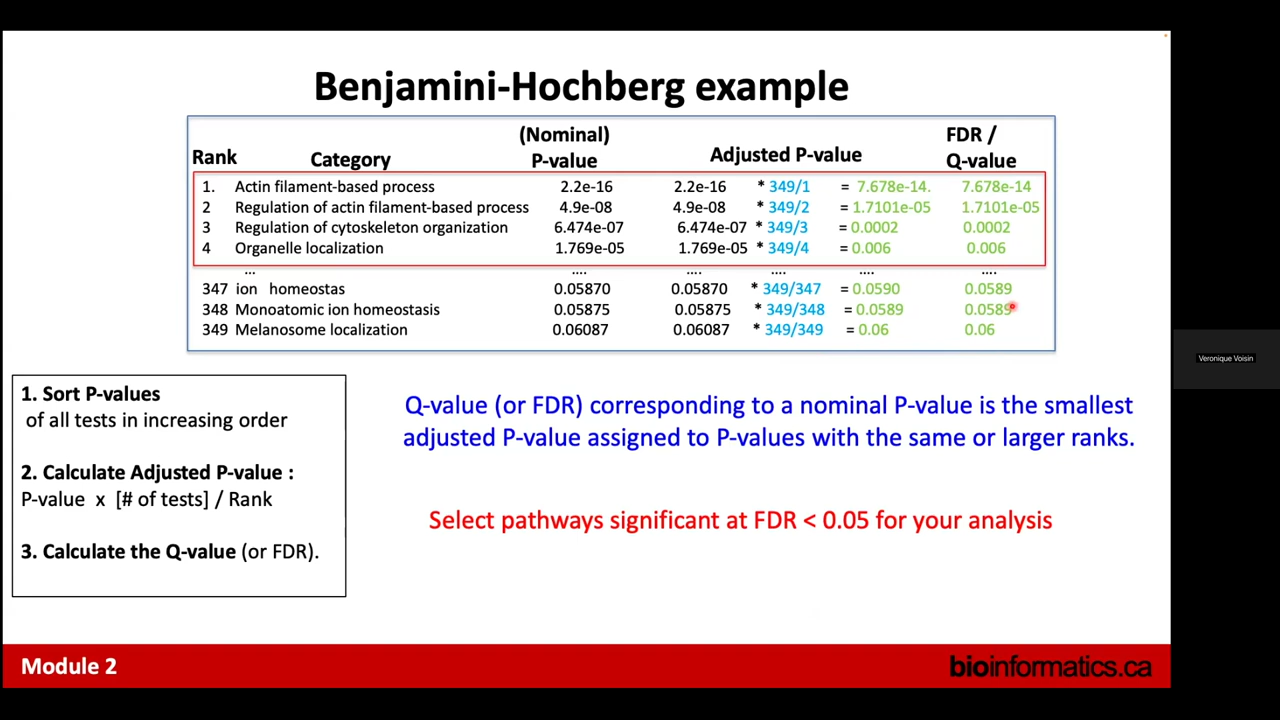 Benjamini-Hochberg example
Rank Category (Nominal) P-value Adjusted P-value FDR / Q-value
1. Actin filament-based process 2.2e-16 2.2e-16 * 349/1 = 7.678e-14. 7.678e-14
2 Regulation of actin filament-based process 4.9e-08 4.9e-08 * 349/2 = 1.7101e-05 1.7101e-05
3 Regulation of cytoskeleton organization 6.474e-07 6.474e-07 * 349/3 = 0.0002 0.0002
4 Organelle localization 1.769e-05 1.769e-05 * 349/4 = 0.006 0.006
... .... .... .... .... ....
347 ion homeostas 0.05870 0.05870 * 349/347 = 0.0590 0.0589
348 Monoatomic ion homeostasis 0.05875 0.05875 * 349/348 = 0.0589 0.0589
349 Melanosome localization 0.06087 0.06087 * 349/349 = 0.06 0.06
1. Sort P-values
of all tests in increasing order
2. Calculate Adjusted P-value :
P-value x [# of tests] / Rank
3. Calculate the Q-value (or FDR).
Q-value (or FDR) corresponding to a nominal P-value is the smallest
adjusted P-value assigned to P-values with the same or larger ranks.
Select pathways significant at FDR < 0.05 for your analysis
Veronique Voisin
Module 2
bioinformatics.ca